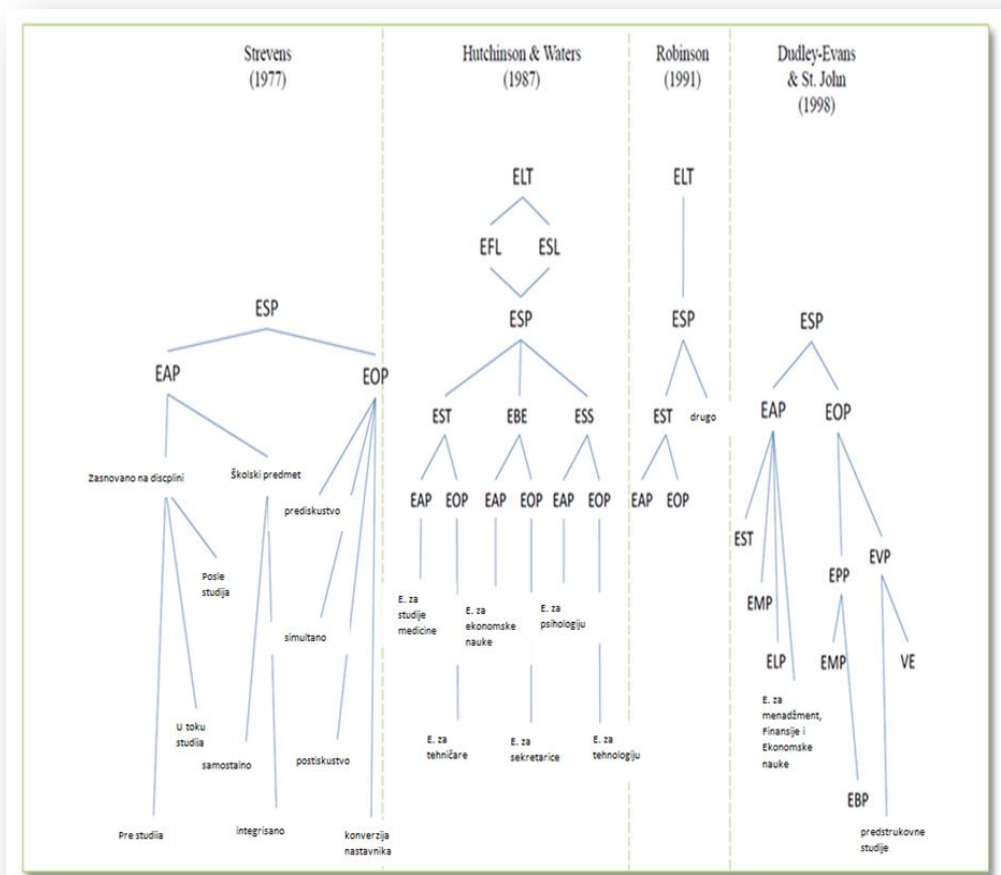 Strevens
(1977)
Hutchinson & Waters
(1987)
Robinson
(1991)
Dudley-Evans
& St. John
(1998)
ESP
EAP
EOP
Zasnovano na discplini
Školski predmet
prediskustvo
Posle
studija
simultano
U toku
studija
samostalno
postiskustvo
Pre studija
integrisano
konverzija
nastavnika
ELT
EFL
ESL
ESP
EST
EBE
ESS
EAP
EOP
EAP
EOP
EAP
EOP
E. za
studije
medicine
E. za
ekonomske
nauke
E. za
psihologiju
E. za
tehničare
E. za
sekretarice
E. za
tehnologiju
ELT
ESP
EST
drugo
EAP
EOP
ESP
EAP
EOP
EST
EMP
ELP
E. za
menadžment,
Finansije i
Ekonomske
nauke
EPP
EVP
EMP
VE
EBP
predstrukovne
studije